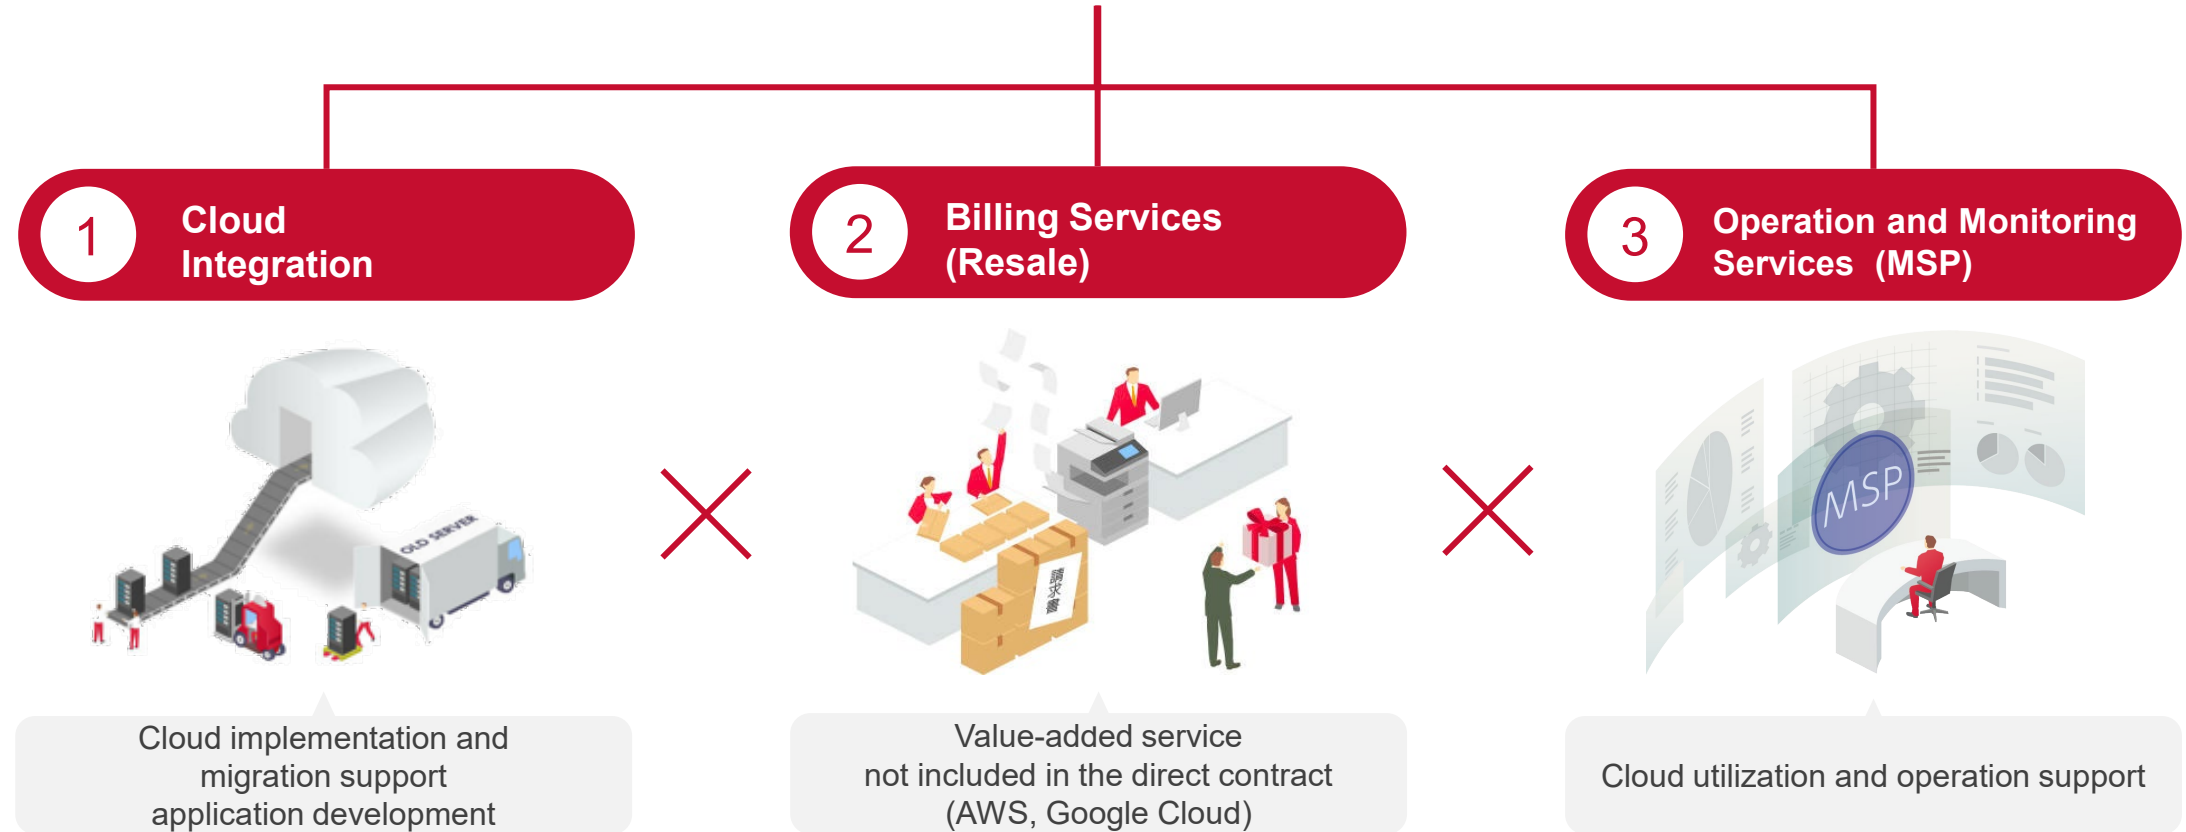 1
Cloud
Integration
2
Billing Services
(Resale)
3
Operation and Monitoring
Services (MSP)
OLD SERVER
請求書
MSP
Cloud implementation and
migration support
application development
Value-added service
not included in the direct contract
(AWS, Google Cloud)
Cloud utilization and operation support